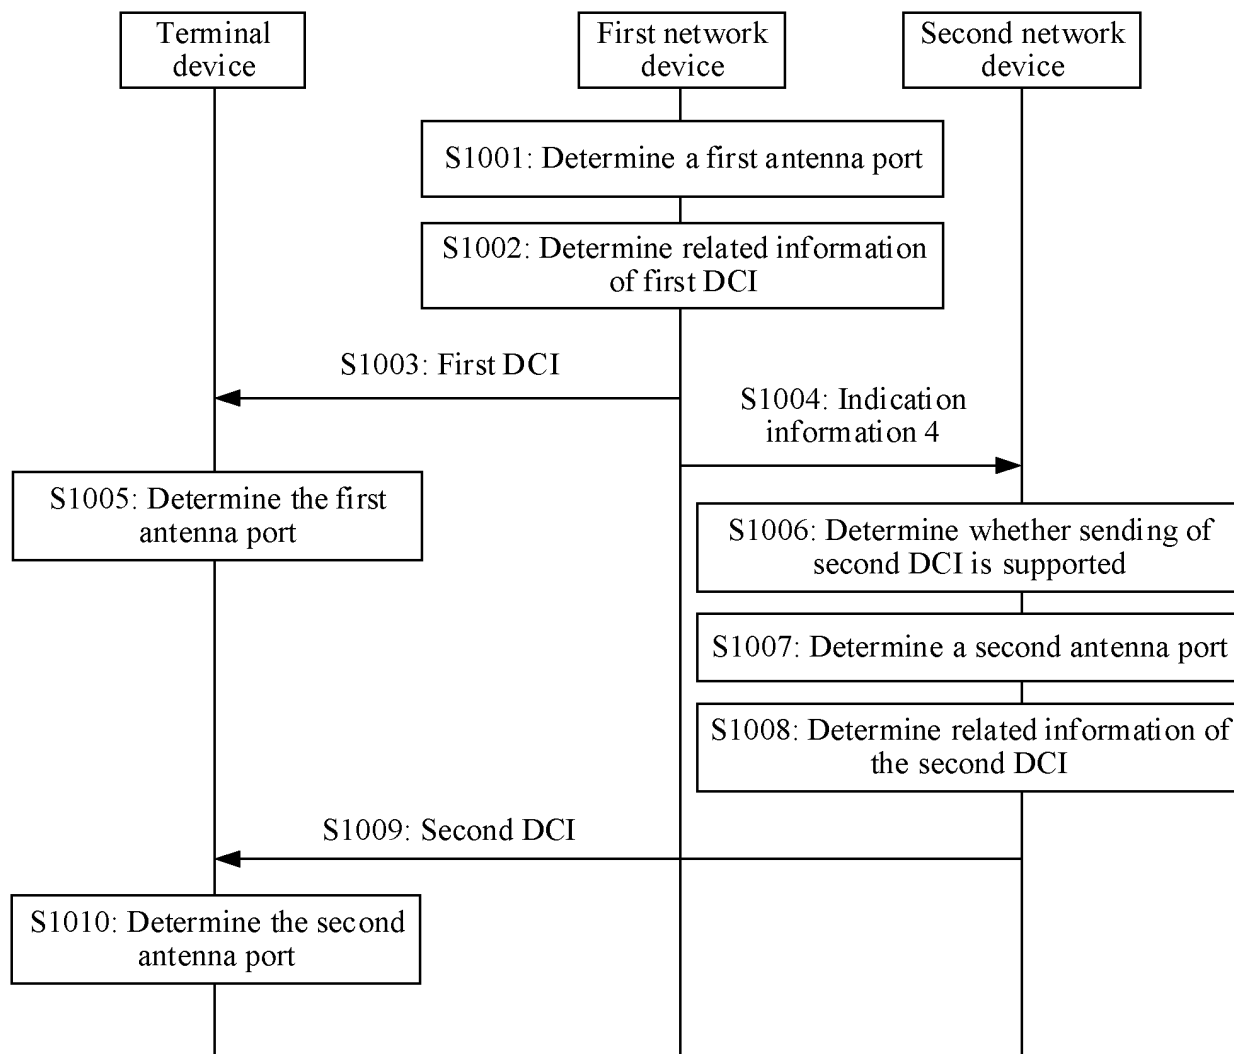 Terminal
device
First network
device
Second network
device
S1001: Determine a first antenna port
S1002: Determine related information
of first DCI
S1003: First DCI
S1004: Indication
information 4
S1005: Determine the first
antenna port
S1006: Determine whether sending of
second DCI is supported
S1007: Determine a second antenna port
S1008: Determine related information of
the second DCI
S1009: Second DCI
S1010: Determine the second
antenna port